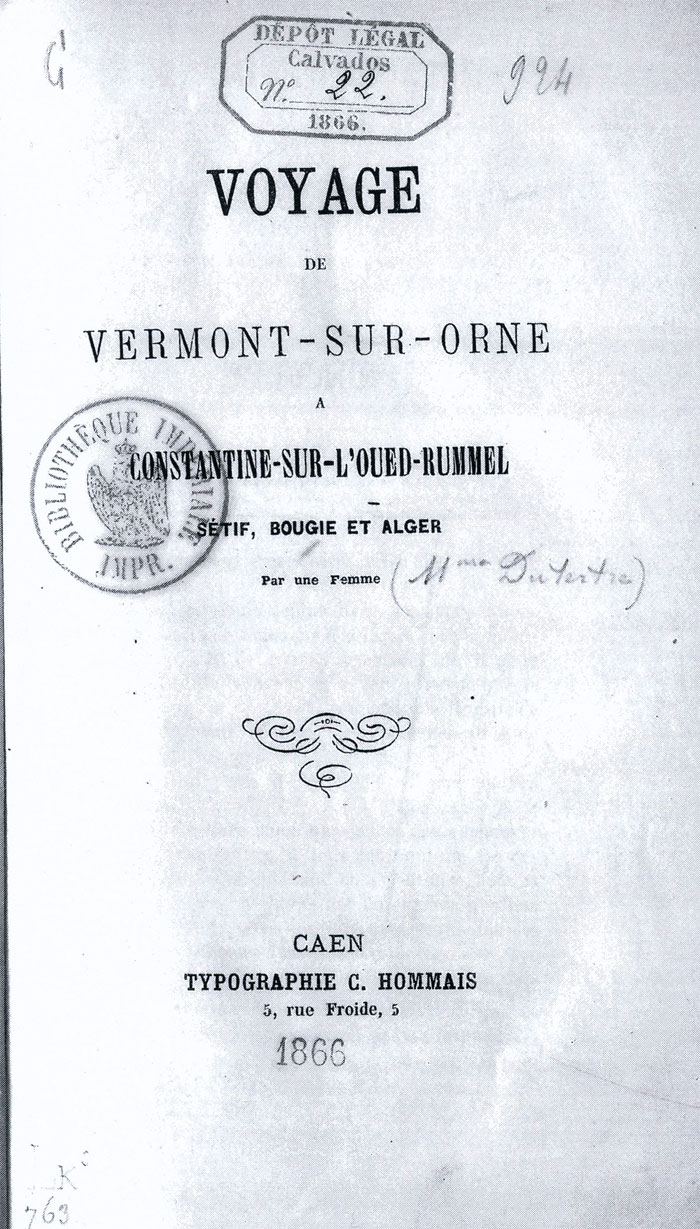 G
DÉPÔT LÉGAL
Calvados
N° 22.
1866.
924
VOYAGE
DE
VERMONT-SUR-ORNE
A
CONSTANTINE-SUR-L'OUED-RUMMEL
SÉTIF, BOUGIE ET ALGER
Par une Femme (Mme Dutertre)
BIBLIOTHÈQUE IMPÉRIALE
IMPR.
CAEN
TYPOGRAPHIE C. HOMMAIS
5, rue Froide, 5
1866
LK
763